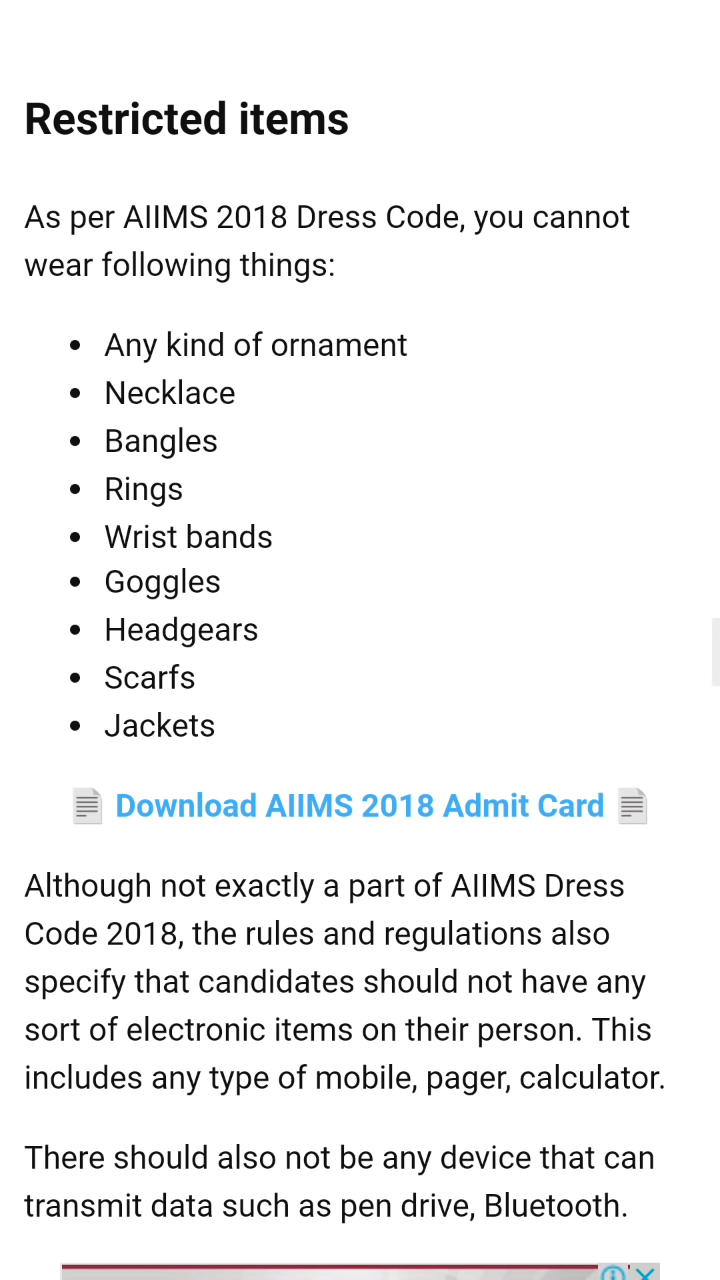 Restricted items
As per AIIMS 2018 Dress Code, you cannot
wear following things:
• Any kind of ornament
• Necklace
• Bangles
• Rings
• Wrist bands
• Goggles
• Headgears
• Scarfs
• Jackets
Download AIIMS 2018 Admit Card
Although not exactly a part of AIIMS Dress
Code 2018, the rules and regulations also
specify that candidates should not have any
sort of electronic items on their person. This
includes any type of mobile, pager, calculator.
There should also not be any device that can
transmit data such as pen drive, Bluetooth.